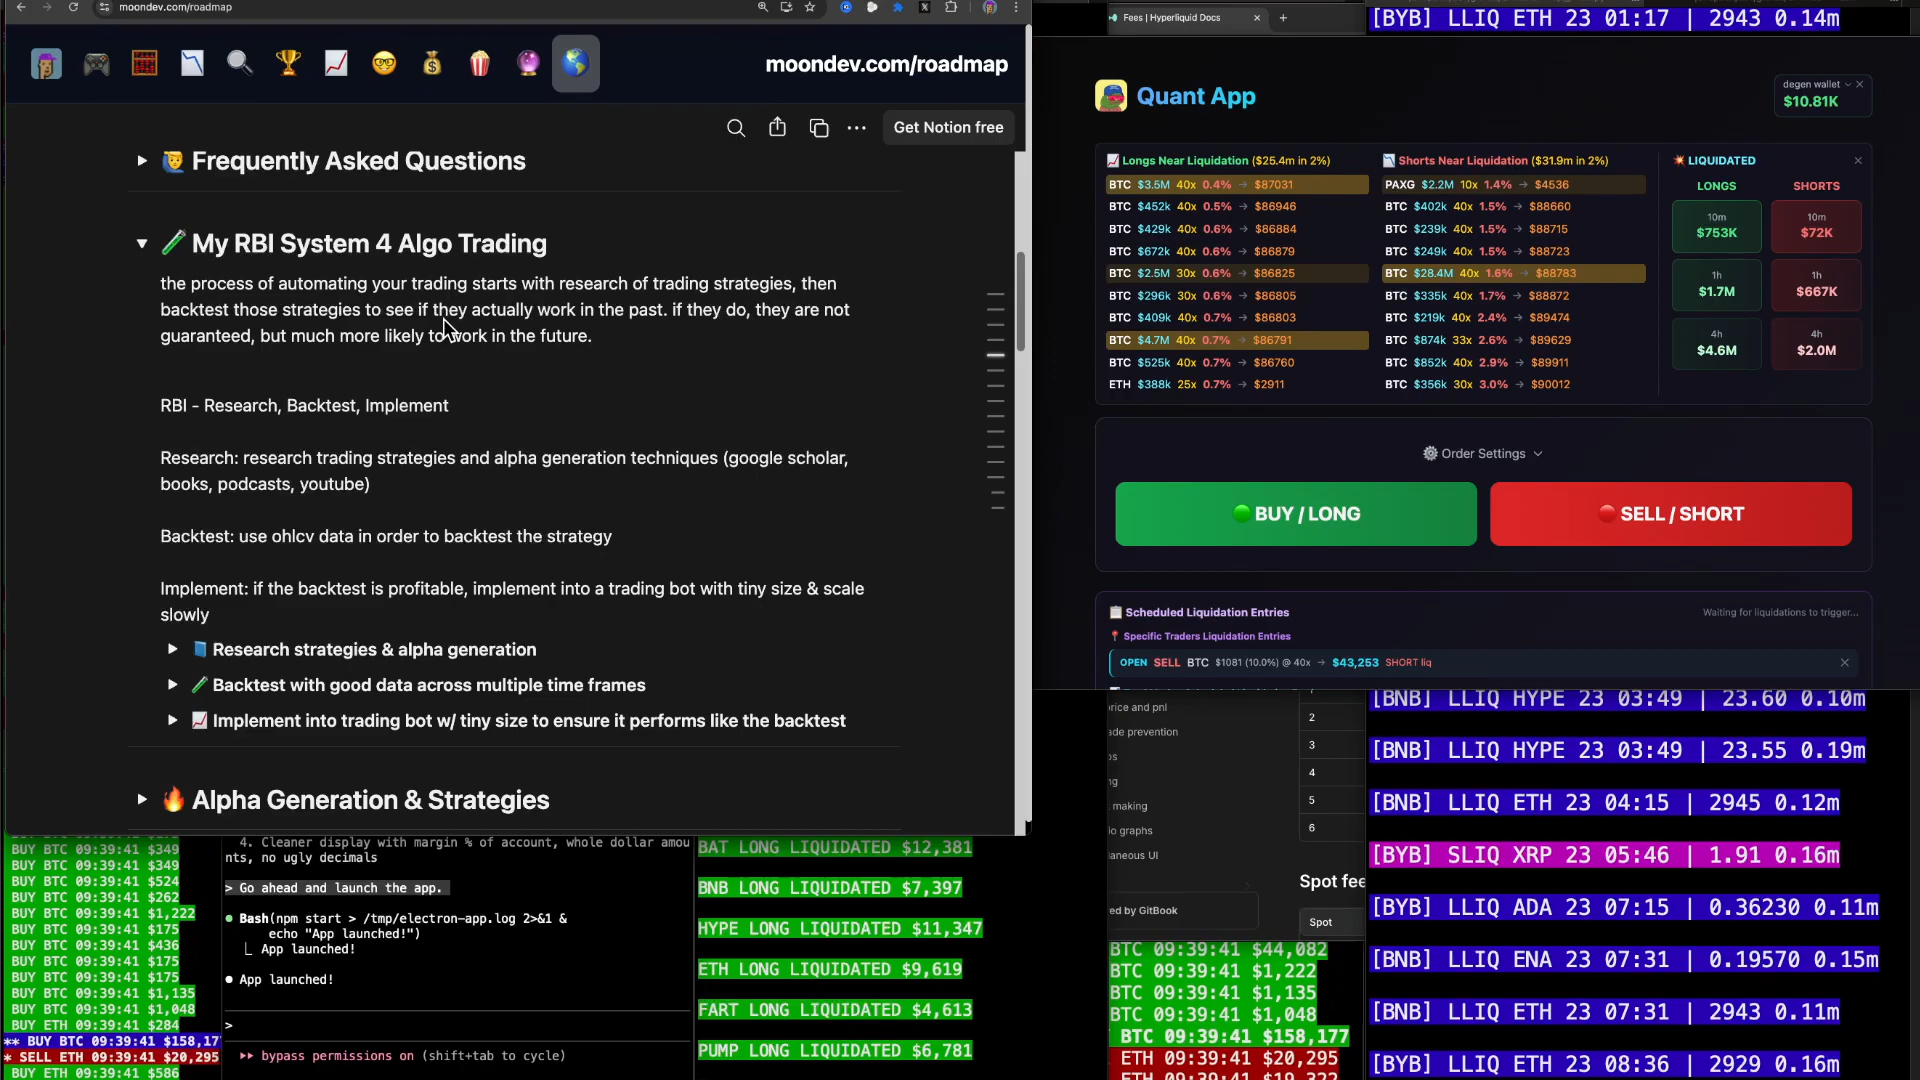 moondev.com/roadmap
moondev.com/roadmap
Get Notion free
Frequently Asked Questions
My RBI System 4 Algo Trading
the process of automating your trading starts with research of trading strategies, then
backtest those strategies to see if they actually work in the past. if they do, they are not
guaranteed, but much more likely to work in the future.
RBI - Research, Backtest, Implement
Research: research trading strategies and alpha generation techniques (google scholar,
books, podcasts, youtube)
Backtest: use ohlcv data in order to backtest the strategy
Implement: if the backtest is profitable, implement into a trading bot with tiny size & scale
slowly
Research strategies & alpha generation
Backtest with good data across multiple time frames
Implement into trading bot w/ tiny size to ensure it performs like the backtest
Alpha Generation & Strategies
Fees | Hyperliquid Docs
[BYB] LLIQ ETH 23 01:17 | 2943 0.14m
Quant App
degen wallet
$10.81K
Longs Near Liquidation ($25.4m in 2%)
BTC $3.5M 40x 0.4% → $87031
BTC $452k 40x 0.5% → $86946
BTC $429k 40x 0.6% → $86884
BTC $672k 40x 0.6% → $86879
BTC $2.5M 30x 0.6% → $86825
BTC $296k 30x 0.6% → $86805
BTC $409k 40x 0.7% → $86803
BTC $4.7M 40x 0.7% → $86791
BTC $525k 40x 0.7% → $86760
ETH $388k 25x 0.7% → $2911
Shorts Near Liquidation ($31.9m in 2%)
PAXG $2.2M 10x 1.4% → $4536
BTC $402k 40x 1.5% → $88660
BTC $239k 40x 1.5% → $88715
BTC $249k 40x 1.5% → $88723
BTC $28.4M 40x 1.6% → $88783
BTC $335k 40x 1.7% → $88872
BTC $219k 40x 2.4% → $89474
BTC $874k 33x 2.6% → $89629
BTC $852k 40x 2.9% → $89911
BTC $356k 30x 3.0% → $90012
LIQUIDATED
LONGS SHORTS
10m 10m
$753K $72K
1h 1h
$1.7M $667K
4h 4h
$4.6M $2.0M
Order Settings
BUY / LONG
SELL / SHORT
Scheduled Liquidation Entries
Waiting for liquidations to trigger...
Specific Traders Liquidation Entries
OPEN SELL BTC $1081 (10.0%) @ 40x → $43,253 SHORT liq
BUY BTC 09:39:41 $349
BUY BTC 09:39:41 $349
BUY BTC 09:39:41 $524
BUY BTC 09:39:41 $262
BUY BTC 09:39:41 $1,222
BUY BTC 09:39:41 $175
BUY BTC 09:39:41 $436
BUY BTC 09:39:41 $175
BUY BTC 09:39:41 $175
BUY BTC 09:39:41 $1,135
BUY BTC 09:39:41 $1,048
BUY ETH 09:39:41 $284
** BUY BTC 09:39:41 $158,17
* SELL ETH 09:39:41 $20,295
BUY ETH 09:39:41 $586
4. Cleaner display with margin % of account, whole dollar amou
nts, no ugly decimals
> Go ahead and launch the app.
Bash(npm start > /tmp/electron-app.log 2>&1 &
echo "App launched!")
App launched!
App launched!
>
bypass permissions on (shift+tab to cycle)
BAT LONG LIQUIDATED $12,381
BNB LONG LIQUIDATED $7,397
HYPE LONG LIQUIDATED $11,347
ETH LONG LIQUIDATED $9,619
FART LONG LIQUIDATED $4,613
PUMP LONG LIQUIDATED $6,781
rice and pnl
ade prevention
os
ng
making
io graphs
aneous UI
ed by GitBook
2
3
4
5
6
Spot fee
Spot
BTC 09:39:41 $44,082
BTC 09:39:41 $1,222
BTC 09:39:41 $1,135
BTC 09:39:41 $1,048
BTC 09:39:41 $158,177
ETH 09:39:41 $20,295
ETH 09:39:41 $19,322
[BNB] LLIQ HYPE 23 03:49 | 23.60 0.10m
[BNB] LLIQ HYPE 23 03:49 | 23.55 0.19m
[BNB] LLIQ ETH 23 04:15 | 2945 0.12m
[BYB] SLIQ XRP 23 05:46 | 1.91 0.16m
[BYB] LLIQ ADA 23 07:15 | 0.36230 0.11m
[BNB] LLIQ ENA 23 07:31 | 0.19570 0.15m
[BNB] LLIQ ETH 23 07:31 | 2943 0.11m
[BYB] LLIQ ETH 23 08:36 | 2929 0.16m